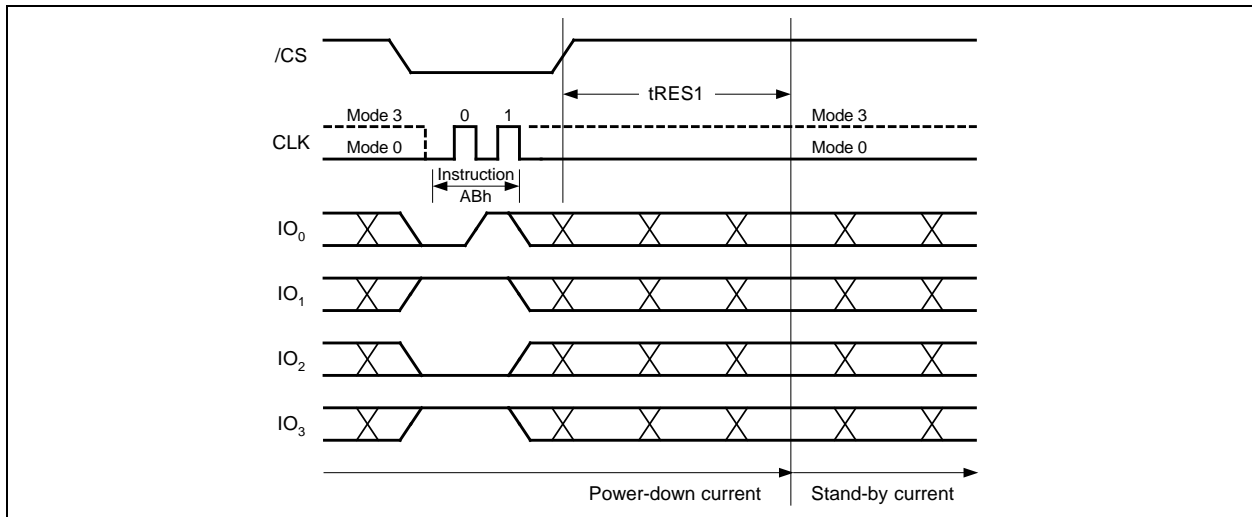 /CS
tRES1
Mode 3 0 1 Mode 3
CLK
Mode 0 Mode 0
Instruction
ABh
IO0
IO1
IO2
IO3
Power-down current Stand-by current